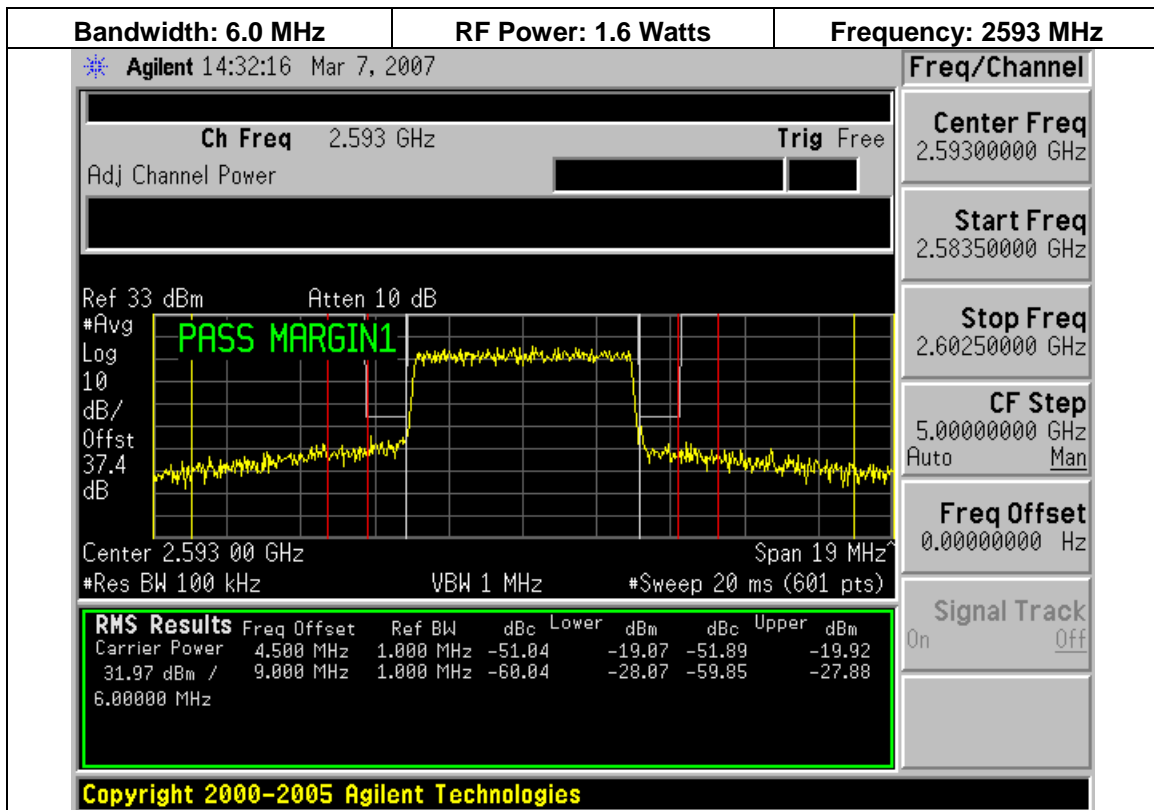 Bandwidth: 6.0 MHz RF Power: 1.6 Watts Frequency: 2593 MHz
Agilent 14:32:16 Mar 7, 2007
Freq/Channel
Ch Freq 2.593 GHz Trig Free
Adj Channel Power
Center Freq
2.59300000 GHz
Start Freq
2.58350000 GHz
Stop Freq
2.60250000 GHz
CF Step
5.00000000 GHz
Auto Man
Freq Offset
0.00000000 Hz
Signal Track
On Off
Ref 33 dBm Atten 10 dB
#Avg
Log
10
dB/
Offst
37.4
dB
PASS MARGIN1
Center 2.593 00 GHz Span 19 MHz^
#Res BW 100 kHz VBW 1 MHz #Sweep 20 ms (601 pts)
RMS Results Freq Offset Ref BW dBc Lower dBm dBc Upper dBm
Carrier Power 4.500 MHz 1.000 MHz -51.04 -19.07 -51.89 -19.92
31.97 dBm / 9.000 MHz 1.000 MHz -60.04 -28.07 -59.85 -27.88
6.00000 MHz
Copyright 2000-2005 Agilent Technologies